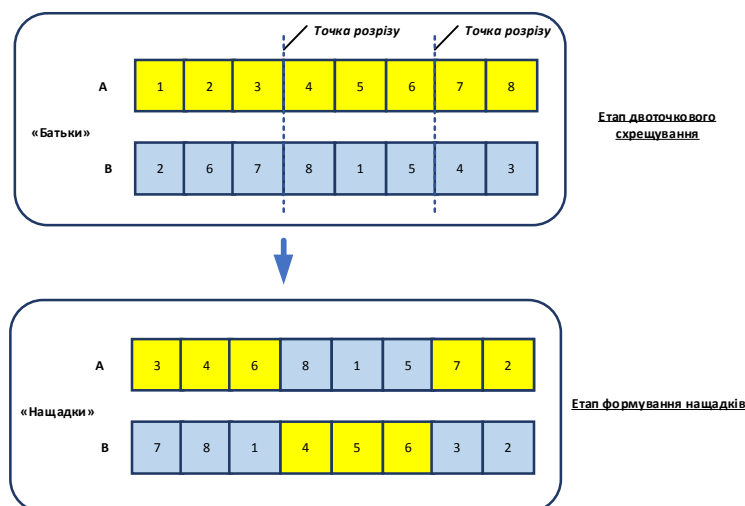 Точка розрізу Точка розрізу
А 1 2 3 4 5 6 7 8
«Батьки»
В 2 6 7 8 1 5 4 3
Етап двоточкового
схрещування
А 3 4 6 8 1 5 7 2
«Нащадки»
В 7 8 1 4 5 6 3 2
Етап формування нащадків